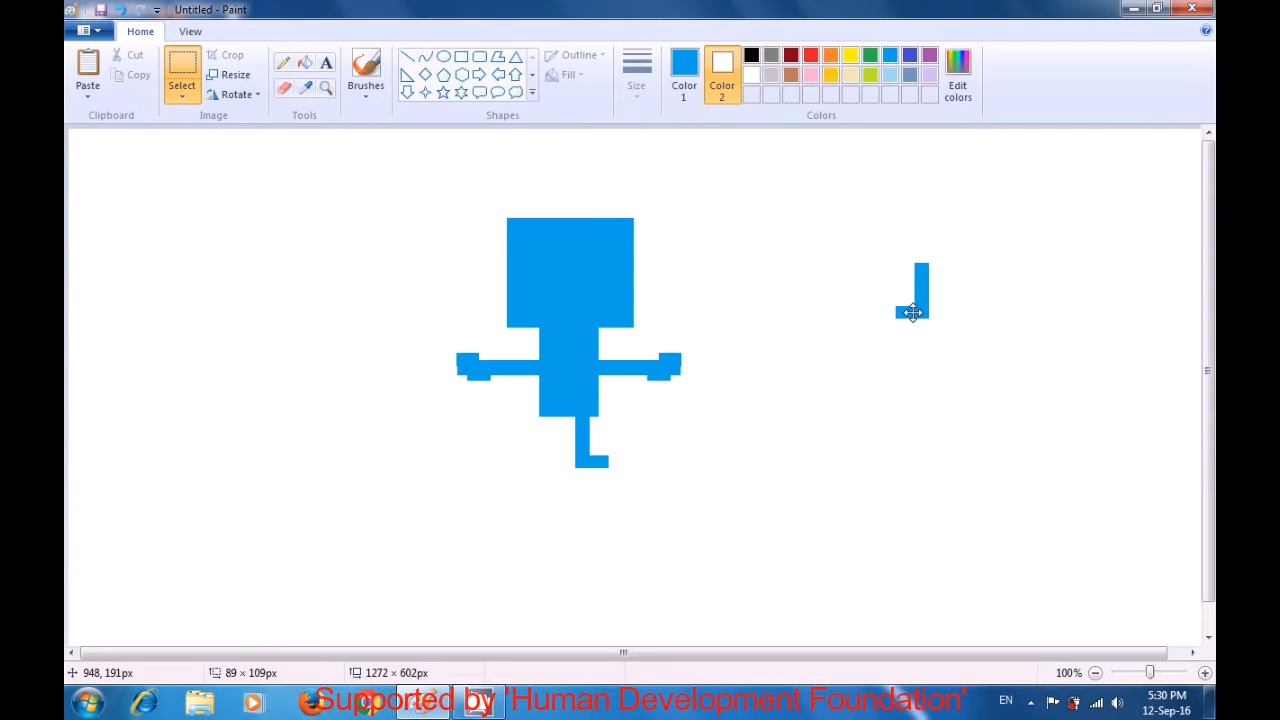 Untitled - Paint
Home
View
Paste
Cut
Copy
Clipboard
Select
Crop
Resize
Rotate
Image
A
Tools
Brushes
Shapes
Outline
Fill
Size
Color 1
Color 2
Edit colors
Colors
948, 191px
89 × 109px
1272 × 602px
100%
Supported by 'Human Development Foundation'
EN
5:30 PM
12-Sep-16